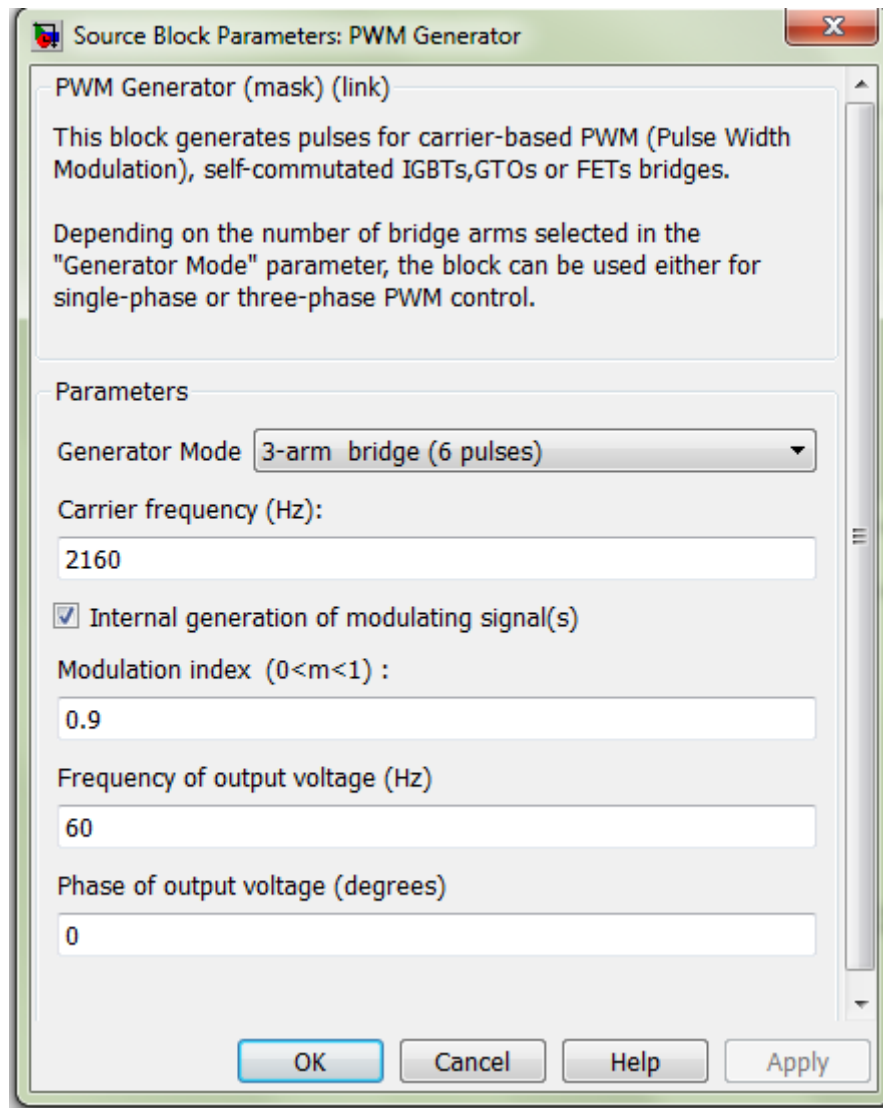 Source Block Parameters: PWM Generator
PWM Generator (mask) (link)
This block generates pulses for carrier-based PWM (Pulse Width
Modulation), self-commutated IGBTs,GTOs or FETs bridges.
Depending on the number of bridge arms selected in the
"Generator Mode" parameter, the block can be used either for
single-phase or three-phase PWM control.
Parameters
Generator Mode 3-arm  bridge (6 pulses)
Carrier frequency (Hz):
2160
Internal generation of modulating signal(s)
Modulation index  (0<m<1) :
0.9
Frequency of output voltage (Hz)
60
Phase of output voltage (degrees)
0
OK Cancel Help Apply